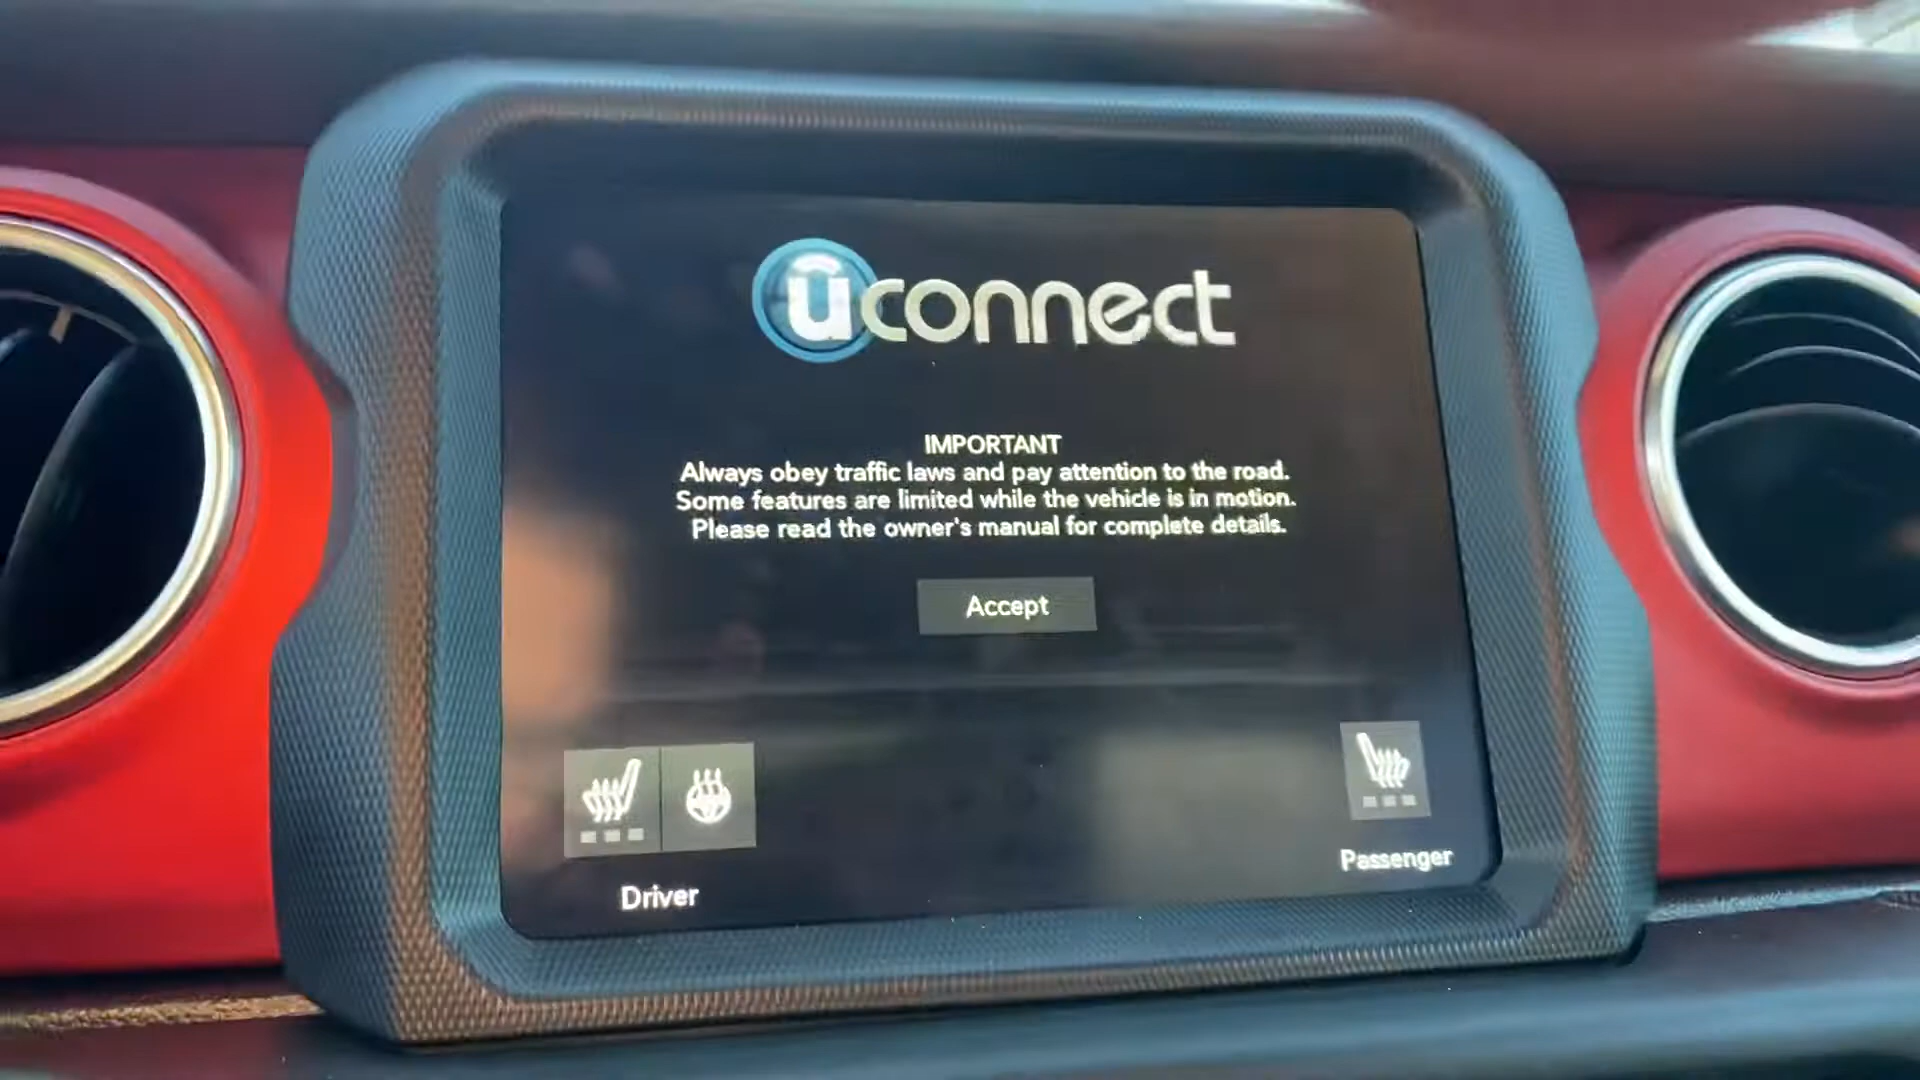 uconnect
IMPORTANT
Always obey traffic laws and pay attention to the road.
Some features are limited while the vehicle is in motion.
Please read the owner's manual for complete details.
Accept
Driver
Passenger